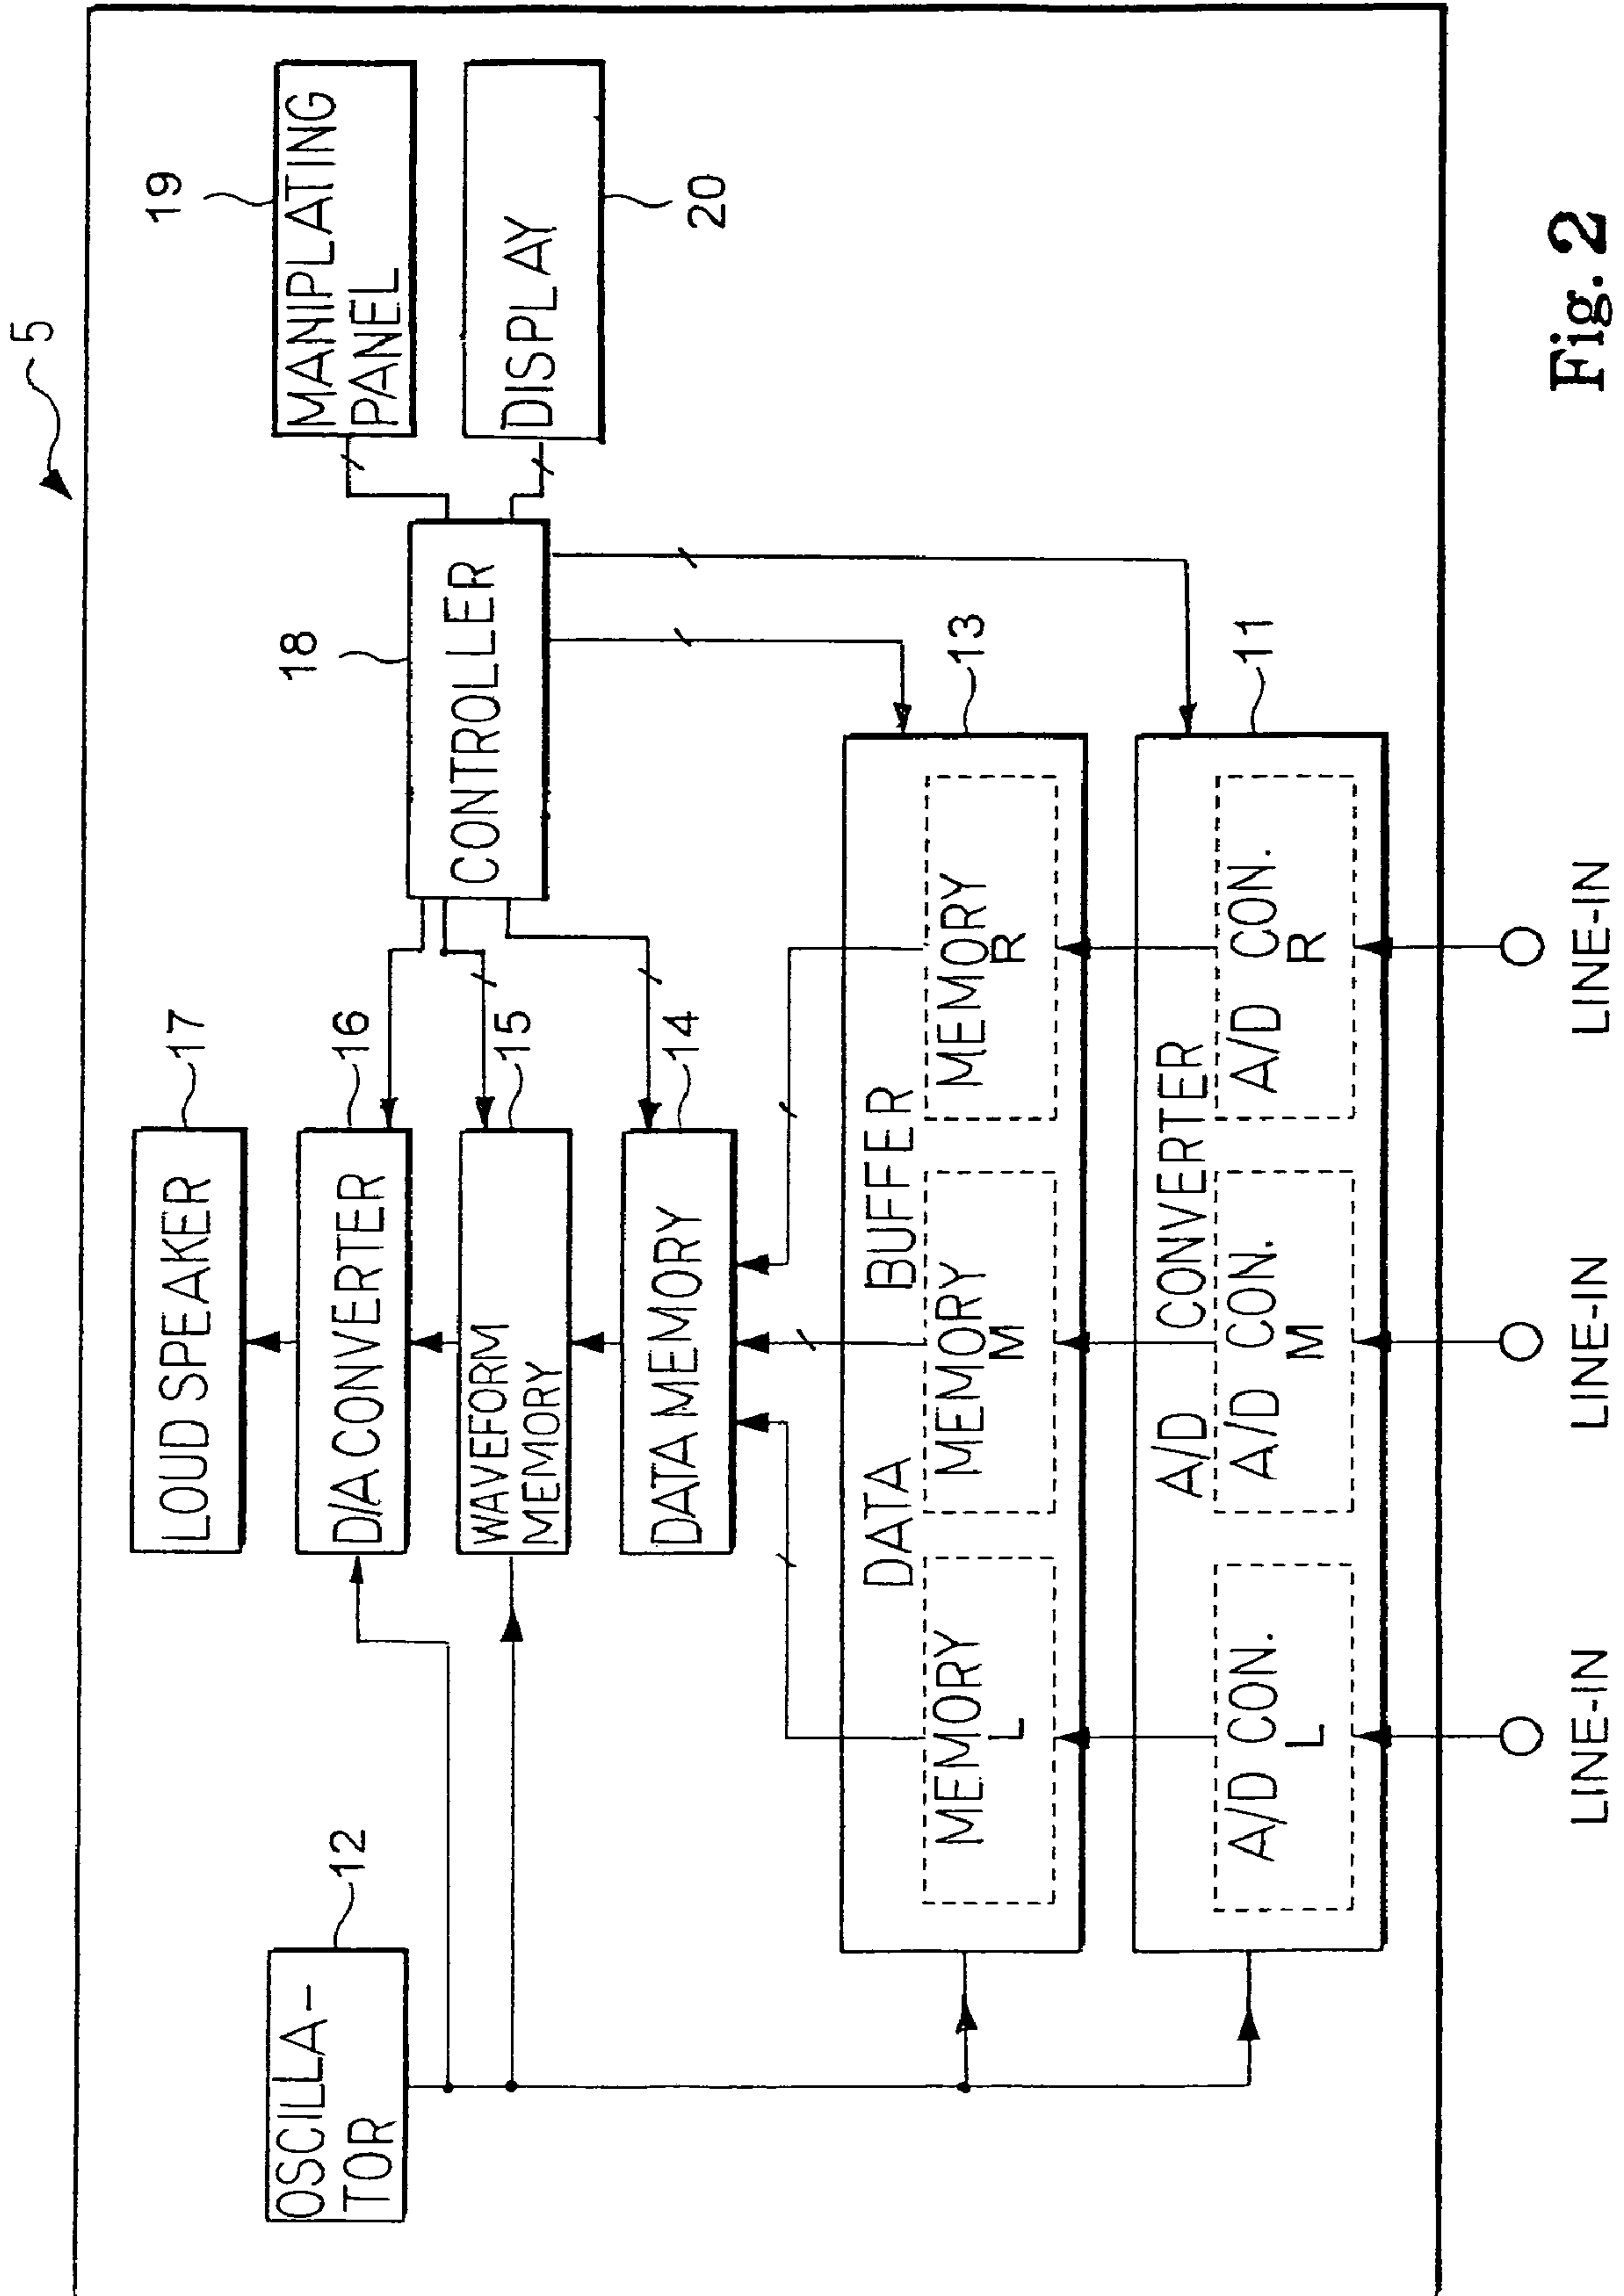 5
19
MANIPLATING
PANEL
DISPLAY
20
18
CONTROLLER
17
LOUD SPEAKER
16
D/A CONVERTER
15
WAVEFORM
MEMORY
14
DATA MEMORY
12
OSCILLA-
TOR
13
DATA BUFFER
MEMORY
L
MEMORY
M
MEMORY
R
11
A/D CONVERTER
A/D CON.
L
A/D CON.
M
A/D CON.
R
LINE-IN
LINE-IN
LINE-IN
Fig. 2